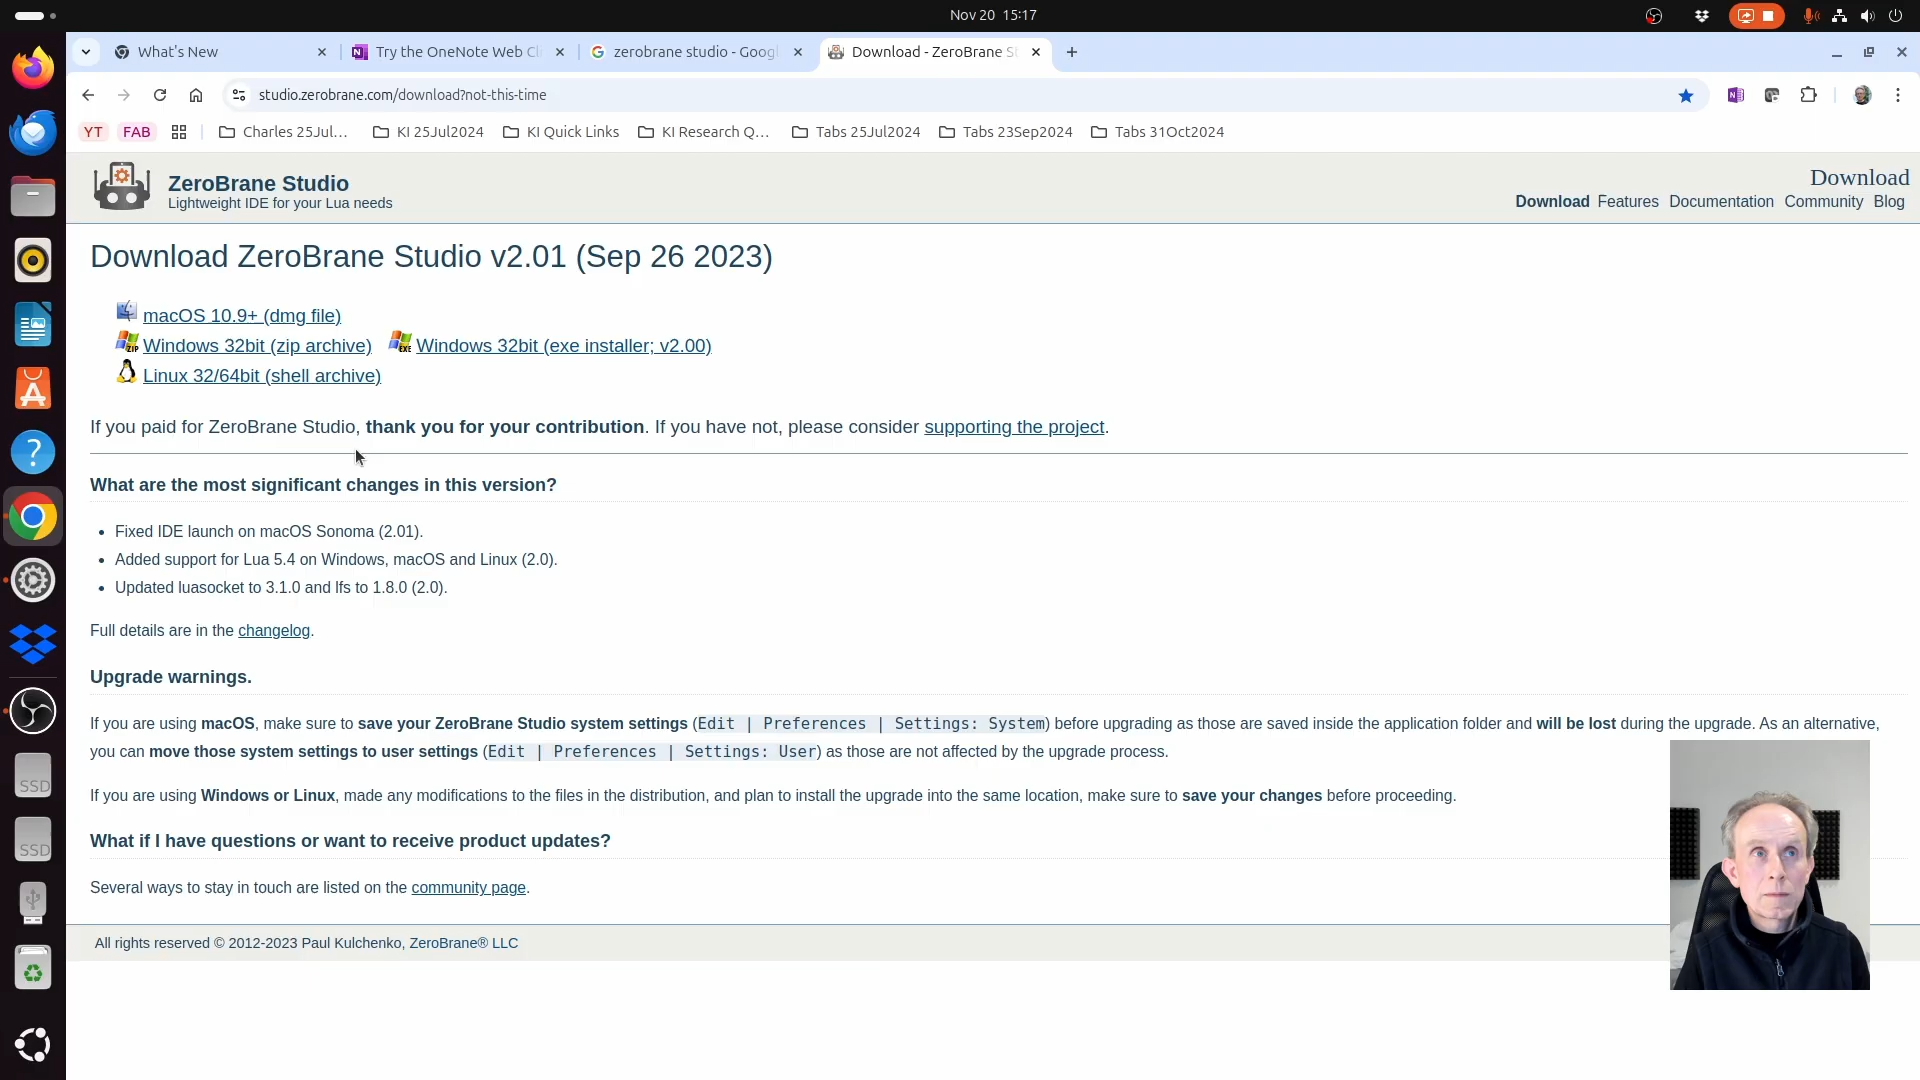 Nov 20 15:17
What's New
Try the OneNote Web Cli
zerobrane studio - Googl
Download - ZeroBrane St
studio.zerobrane.com/download?not-this-time
YT
FAB
Charles 25Jul...
KI 25Jul2024
KI Quick Links
KI Research Q...
Tabs 25Jul2024
Tabs 23Sep2024
Tabs 31Oct2024
ZeroBrane Studio
Lightweight IDE for your Lua needs
Download
Download Features Documentation Community Blog
Download ZeroBrane Studio v2.01 (Sep 26 2023)
macOS 10.9+ (dmg file)
ZIP Windows 32bit (zip archive) EXE Windows 32bit (exe installer; v2.00)
Linux 32/64bit (shell archive)
If you paid for ZeroBrane Studio, thank you for your contribution. If you have not, please consider supporting the project.
What are the most significant changes in this version?
• Fixed IDE launch on macOS Sonoma (2.01).
• Added support for Lua 5.4 on Windows, macOS and Linux (2.0).
• Updated luasocket to 3.1.0 and lfs to 1.8.0 (2.0).
Full details are in the changelog.
Upgrade warnings.
If you are using macOS, make sure to save your ZeroBrane Studio system settings (Edit | Preferences | Settings: System) before upgrading as those are saved inside the application folder and will be lost during the upgrade. As an alternative,
you can move those system settings to user settings (Edit | Preferences | Settings: User) as those are not affected by the upgrade process.
If you are using Windows or Linux, made any modifications to the files in the distribution, and plan to install the upgrade into the same location, make sure to save your changes before proceeding.
What if I have questions or want to receive product updates?
Several ways to stay in touch are listed on the community page.
All rights reserved © 2012-2023 Paul Kulchenko, ZeroBrane® LLC
SSD
SSD